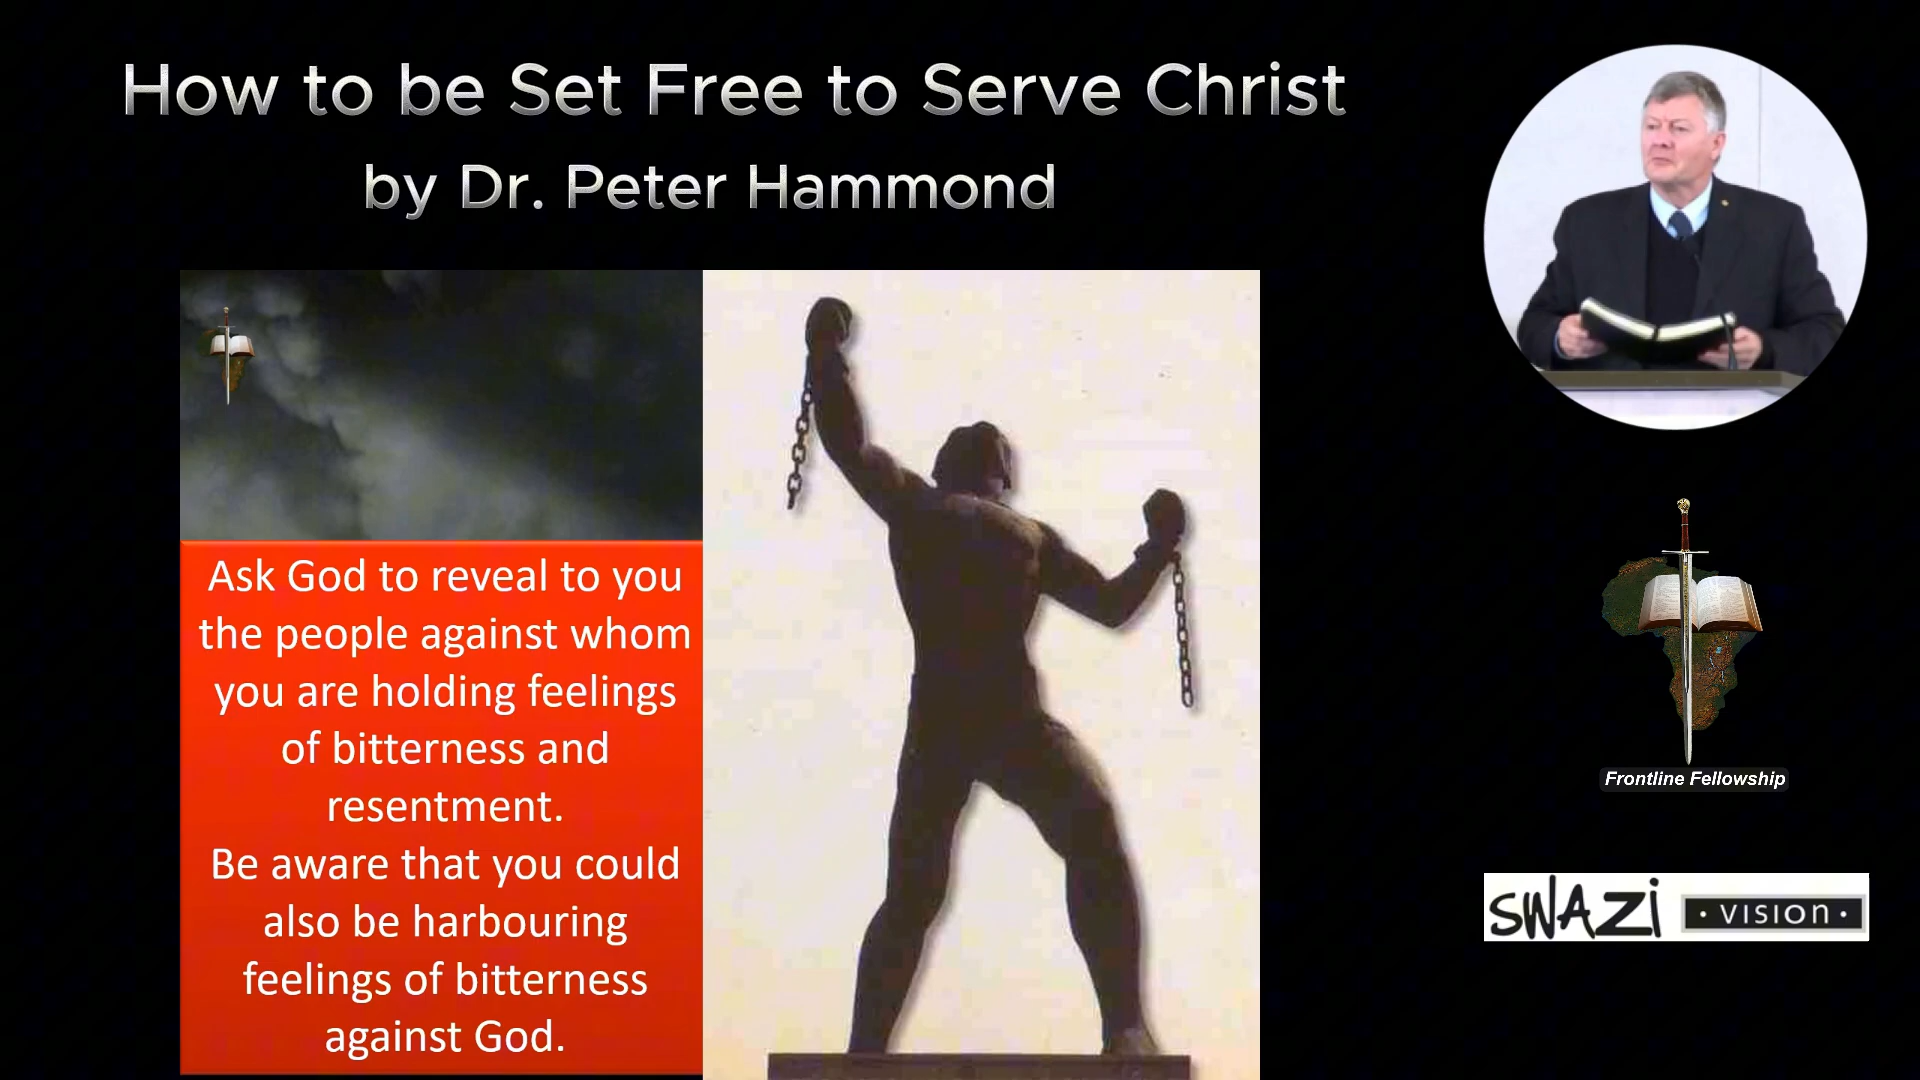 How to be Set Free to Serve Christ
by Dr. Peter Hammond
Ask God to reveal to you
the people against whom
you are holding feelings
of bitterness and
resentment.
Be aware that you could
also be harbouring
feelings of bitterness
against God.
Frontline Fellowship
SWAZI • VISION •